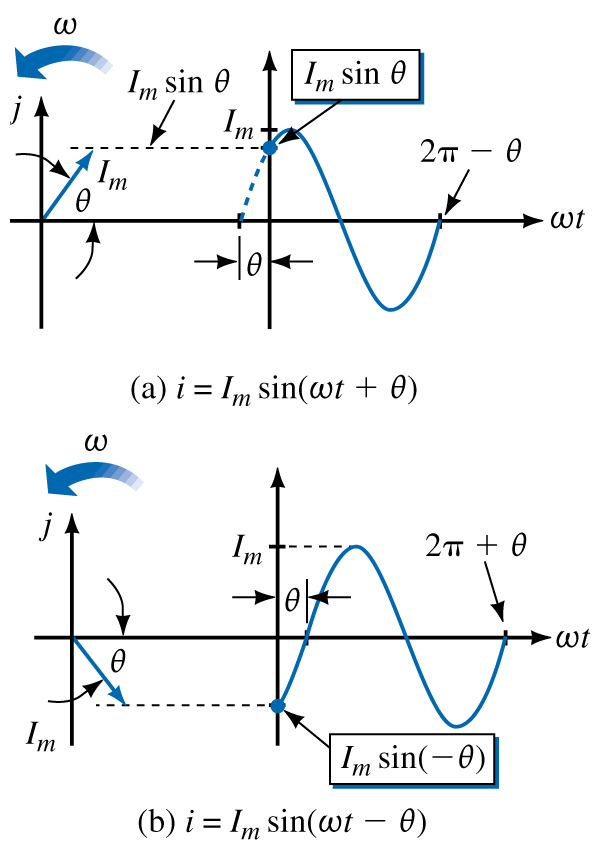 ω
I_m sin θ
I_m sin θ
j
I_m
2π − θ
I_m
θ
ωt
θ
(a) i = I_m sin(ωt + θ)
ω
j
I_m
2π + θ
θ
θ
ωt
I_m
I_m sin(−θ)
(b) i = I_m sin(ωt − θ)